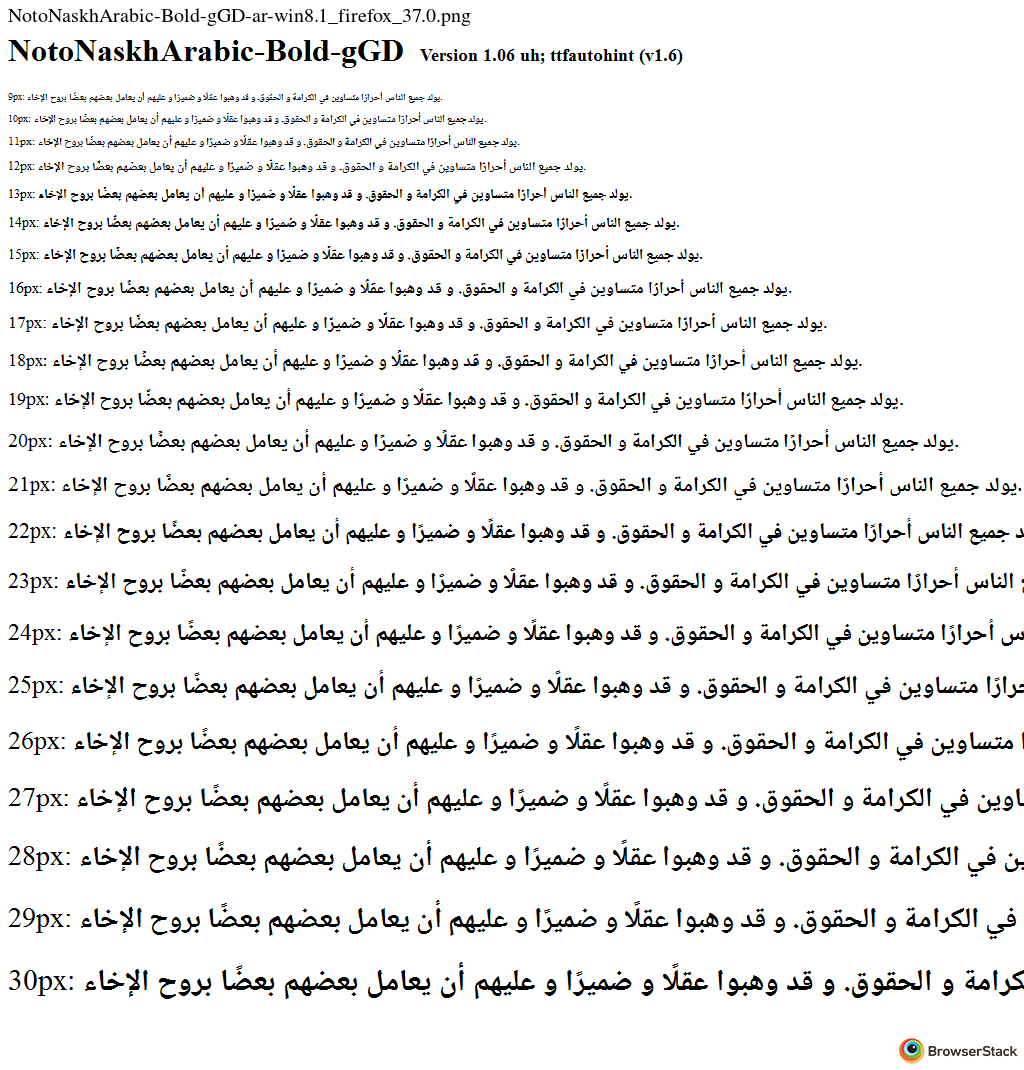 NotoNaskhArabic-Bold-gGD-ar-win8.1_firefox_37.0.png
NotoNaskhArabic-Bold-gGD Version 1.06 uh; ttfautohint (v1.6)
9px: يولد جميع الناس أحرارًا متساوين في الكرامة و الحقوق. و قد وهبوا عقلًا و ضميرًا و عليهم أن يعامل بعضهم بعضًا بروح الإخاء.
10px: يولد جميع الناس أحرارًا متساوين في الكرامة و الحقوق. و قد وهبوا عقلًا و ضميرًا و عليهم أن يعامل بعضهم بعضًا بروح الإخاء.
11px: يولد جميع الناس أحرارًا متساوين في الكرامة و الحقوق. و قد وهبوا عقلًا و ضميرًا و عليهم أن يعامل بعضهم بعضًا بروح الإخاء.
12px: يولد جميع الناس أحرارًا متساوين في الكرامة و الحقوق. و قد وهبوا عقلًا و ضميرًا و عليهم أن يعامل بعضهم بعضًا بروح الإخاء.
13px: يولد جميع الناس أحرارًا متساوين في الكرامة و الحقوق. و قد وهبوا عقلًا و ضميرًا و عليهم أن يعامل بعضهم بعضًا بروح الإخاء.
14px: يولد جميع الناس أحرارًا متساوين في الكرامة و الحقوق. و قد وهبوا عقلًا و ضميرًا و عليهم أن يعامل بعضهم بعضًا بروح الإخاء.
15px: يولد جميع الناس أحرارًا متساوين في الكرامة و الحقوق. و قد وهبوا عقلًا و ضميرًا و عليهم أن يعامل بعضهم بعضًا بروح الإخاء.
16px: يولد جميع الناس أحرارًا متساوين في الكرامة و الحقوق. و قد وهبوا عقلًا و ضميرًا و عليهم أن يعامل بعضهم بعضًا بروح الإخاء.
17px: يولد جميع الناس أحرارًا متساوين في الكرامة و الحقوق. و قد وهبوا عقلًا و ضميرًا و عليهم أن يعامل بعضهم بعضًا بروح الإخاء.
18px: يولد جميع الناس أحرارًا متساوين في الكرامة و الحقوق. و قد وهبوا عقلًا و ضميرًا و عليهم أن يعامل بعضهم بعضًا بروح الإخاء.
19px: يولد جميع الناس أحرارًا متساوين في الكرامة و الحقوق. و قد وهبوا عقلًا و ضميرًا و عليهم أن يعامل بعضهم بعضًا بروح الإخاء.
20px: يولد جميع الناس أحرارًا متساوين في الكرامة و الحقوق. و قد وهبوا عقلًا و ضميرًا و عليهم أن يعامل بعضهم بعضًا بروح الإخاء.
21px: يولد جميع الناس أحرارًا متساوين في الكرامة و الحقوق. و قد وهبوا عقلًا و ضميرًا و عليهم أن يعامل بعضهم بعضًا بروح الإخاء.
22px: جميع الناس أحرارًا متساوين في الكرامة و الحقوق. و قد وهبوا عقلًا و ضميرًا و عليهم أن يعامل بعضهم بعضًا بروح الإخاء
23px: الناس أحرارًا متساوين في الكرامة و الحقوق. و قد وهبوا عقلًا و ضميرًا و عليهم أن يعامل بعضهم بعضًا بروح الإخاء
24px: أحرارًا متساوين في الكرامة و الحقوق. و قد وهبوا عقلًا و ضميرًا و عليهم أن يعامل بعضهم بعضًا بروح الإخاء
25px: متساوين في الكرامة و الحقوق. و قد وهبوا عقلًا و ضميرًا و عليهم أن يعامل بعضهم بعضًا بروح الإخاء
26px: متساوين في الكرامة و الحقوق. و قد وهبوا عقلًا و ضميرًا و عليهم أن يعامل بعضهم بعضًا بروح الإخاء
27px: في الكرامة و الحقوق. و قد وهبوا عقلًا و ضميرًا و عليهم أن يعامل بعضهم بعضًا بروح الإخاء
28px: في الكرامة و الحقوق. و قد وهبوا عقلًا و ضميرًا و عليهم أن يعامل بعضهم بعضًا بروح الإخاء
29px: في الكرامة و الحقوق. و قد وهبوا عقلًا و ضميرًا و عليهم أن يعامل بعضهم بعضًا بروح الإخاء
30px: و الحقوق. و قد وهبوا عقلًا و ضميرًا و عليهم أن يعامل بعضهم بعضًا بروح الإخاء
BrowserStack